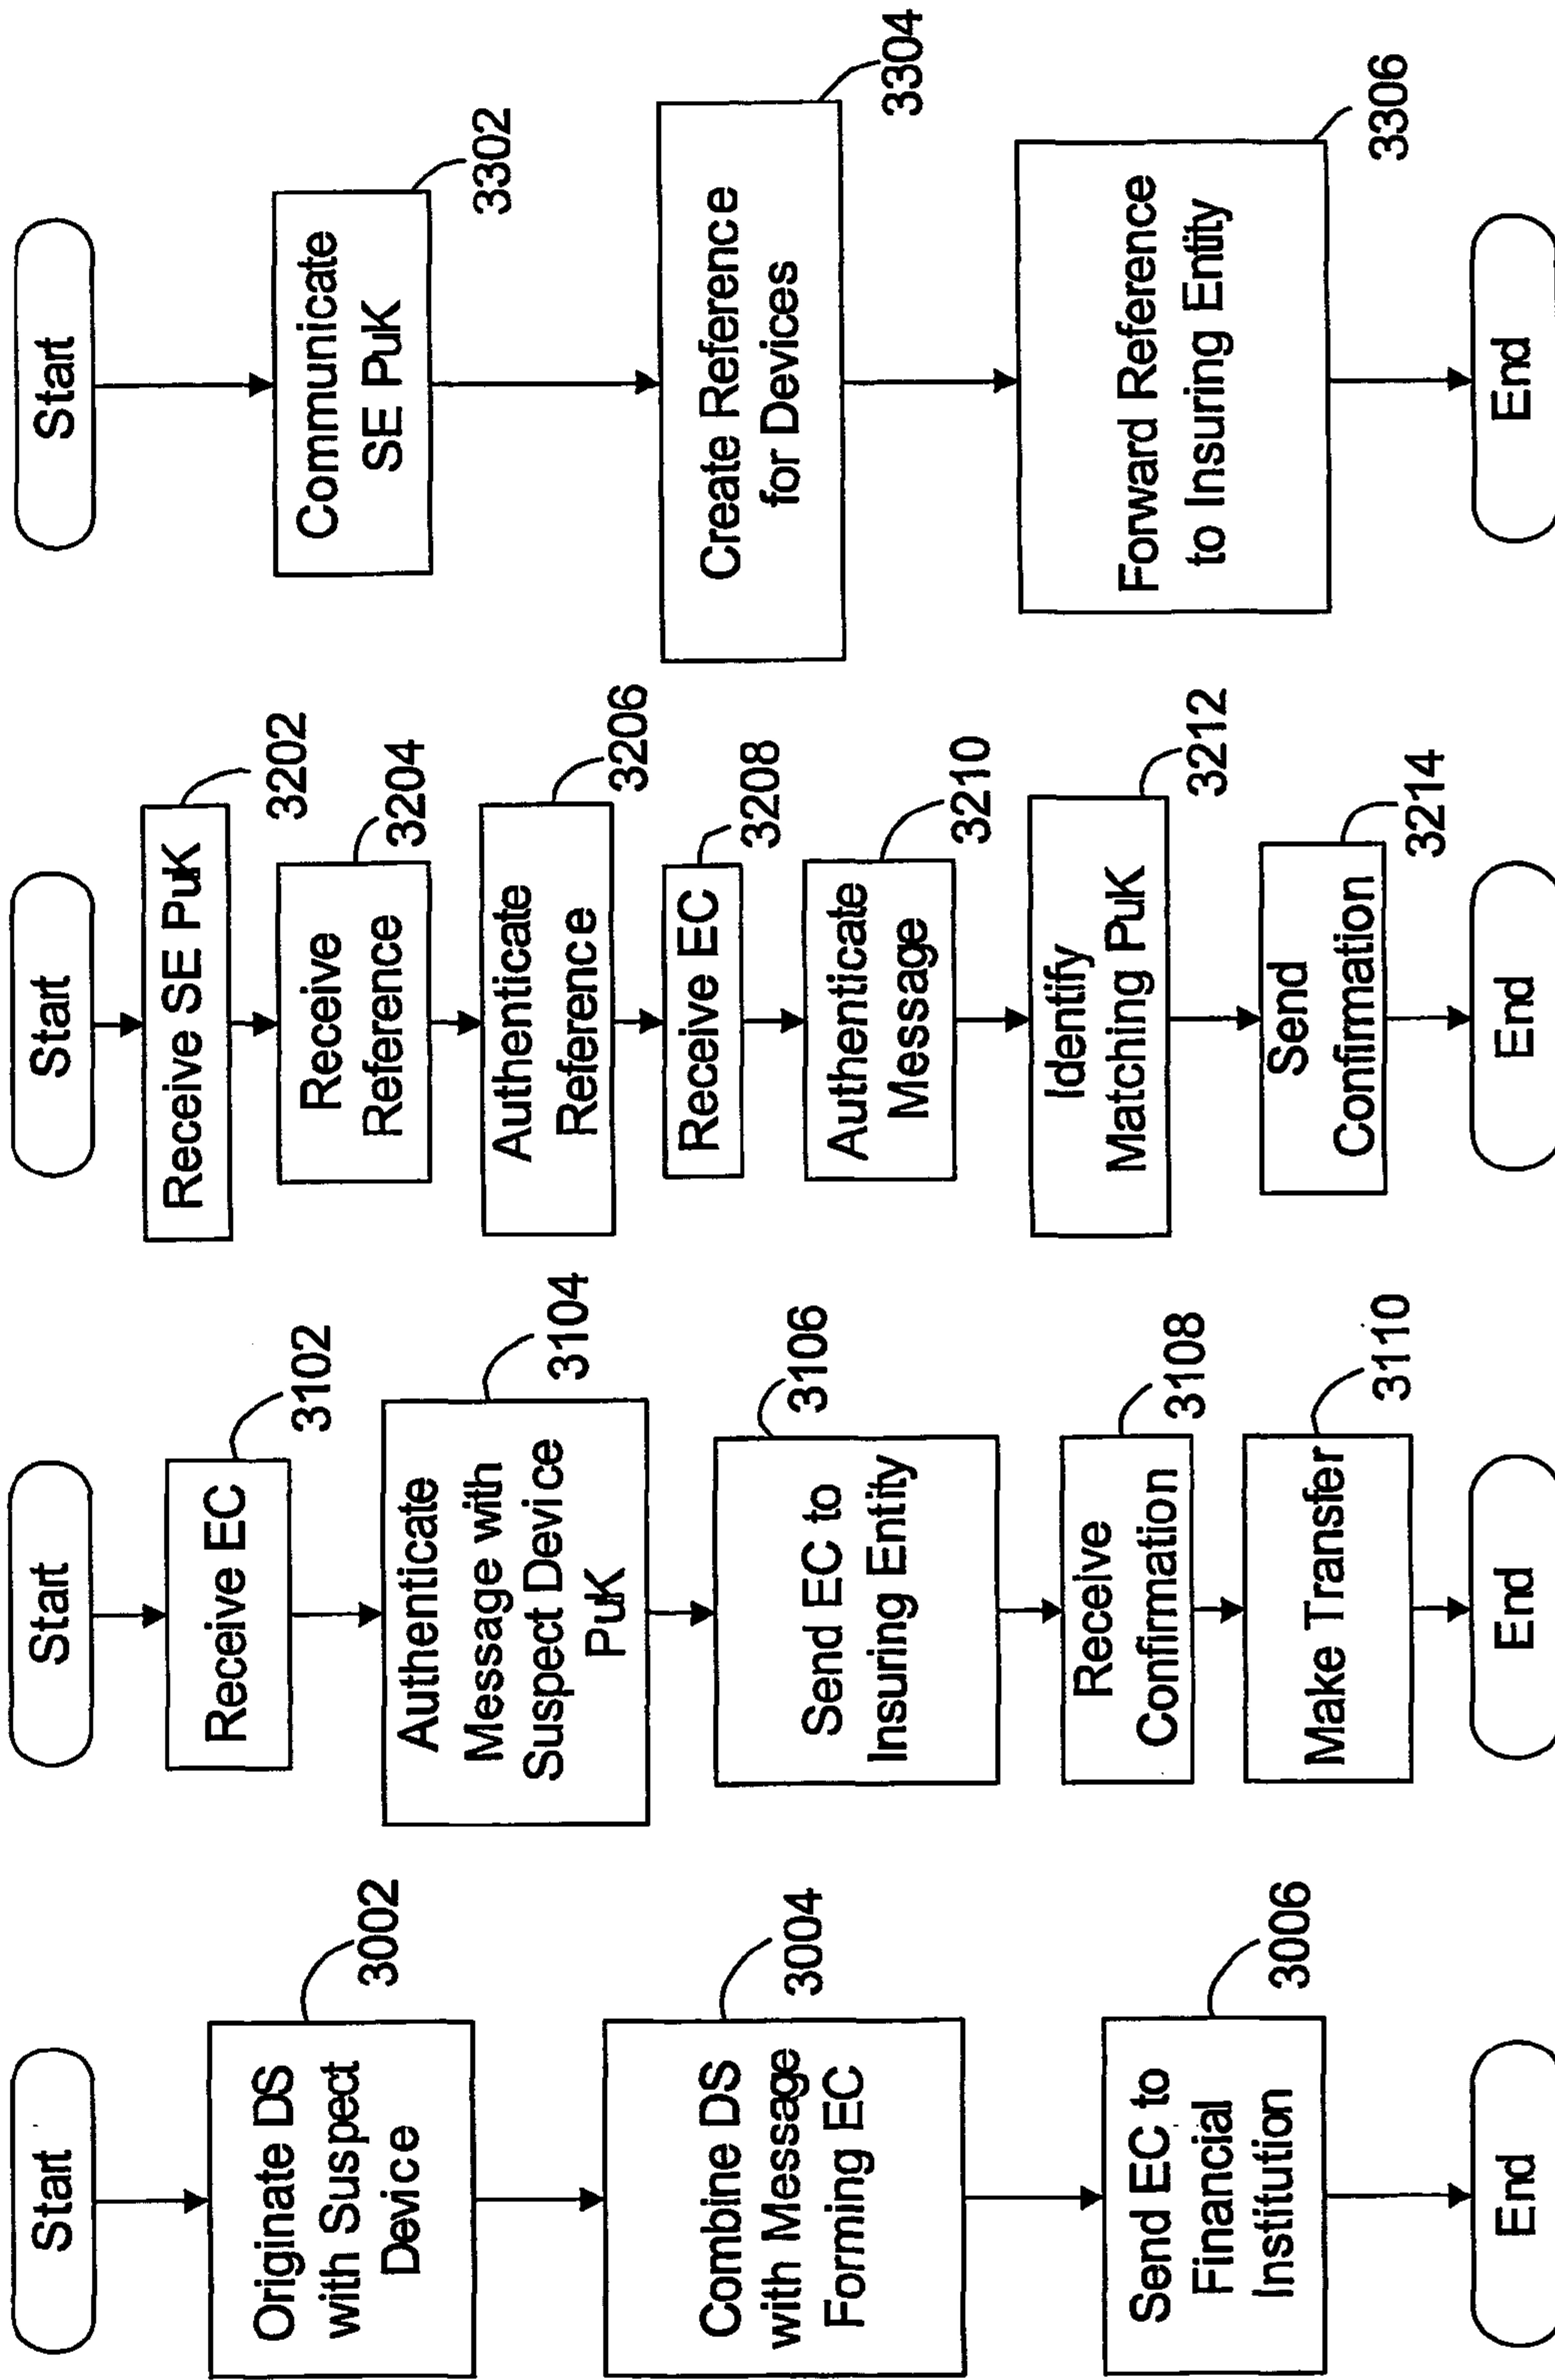 Start
Originate DS
with Suspect
Device
3002
Combine DS
with Message
Forming EC
3004
Send EC to
Financial
Institution
3006
End
Start
Receive EC
3102
Authenticate
Message with
Suspect Device
PuK
3104
Send EC to
Insuring Entity
3106
Receive
Confirmation
3108
Make Transfer
3110
End
Start
Receive SE PuK
3202
Receive
Reference
3204
Authenticate
Reference
3206
Receive EC
3208
Authenticate
Message
3210
Identify
Matching PuK
3212
Send
Confirmation
3214
End
Start
Communicate
SE PuK
3302
Create Reference
for Devices
3304
Forward Reference
to Insuring Entity
3306
End